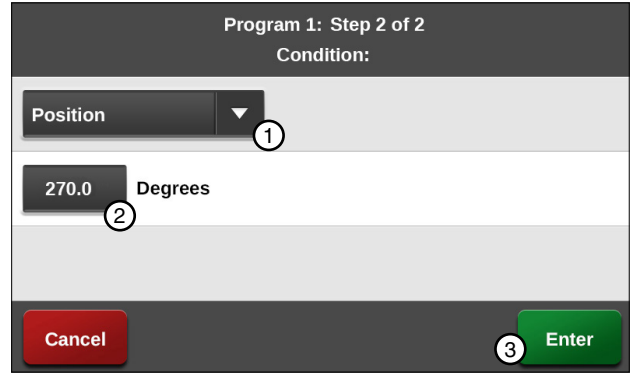 Program 1: Step 2 of 2
Condition:
Position
1
270.0 Degrees
2
Cancel
3 Enter